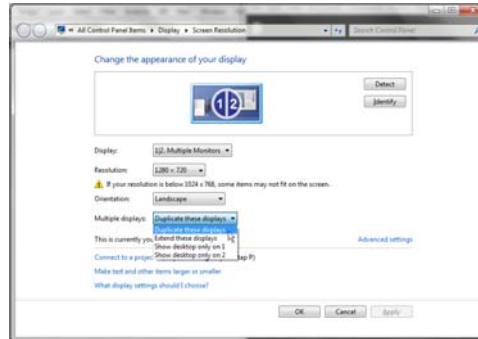 All Control Panel Items ▸ Display ▸ Screen Resolution
Search Control Panel
Change the appearance of your display
1|2
Detect
Identify
Display: 1|2. Multiple Monitors
Resolution: 1280 × 720
If your resolution is below 1024 x 768, some items may not fit on the screen.
Orientation: Landscape
Multiple displays: Duplicate these displays
Duplicate these displays
This is currently you
Extend these displays
Advanced settings
Show desktop only on 1
Connect to a projec
Show desktop only on 2
tap P)
Make text and other items larger or smaller
What display settings should I choose?
OK
Cancel
Apply